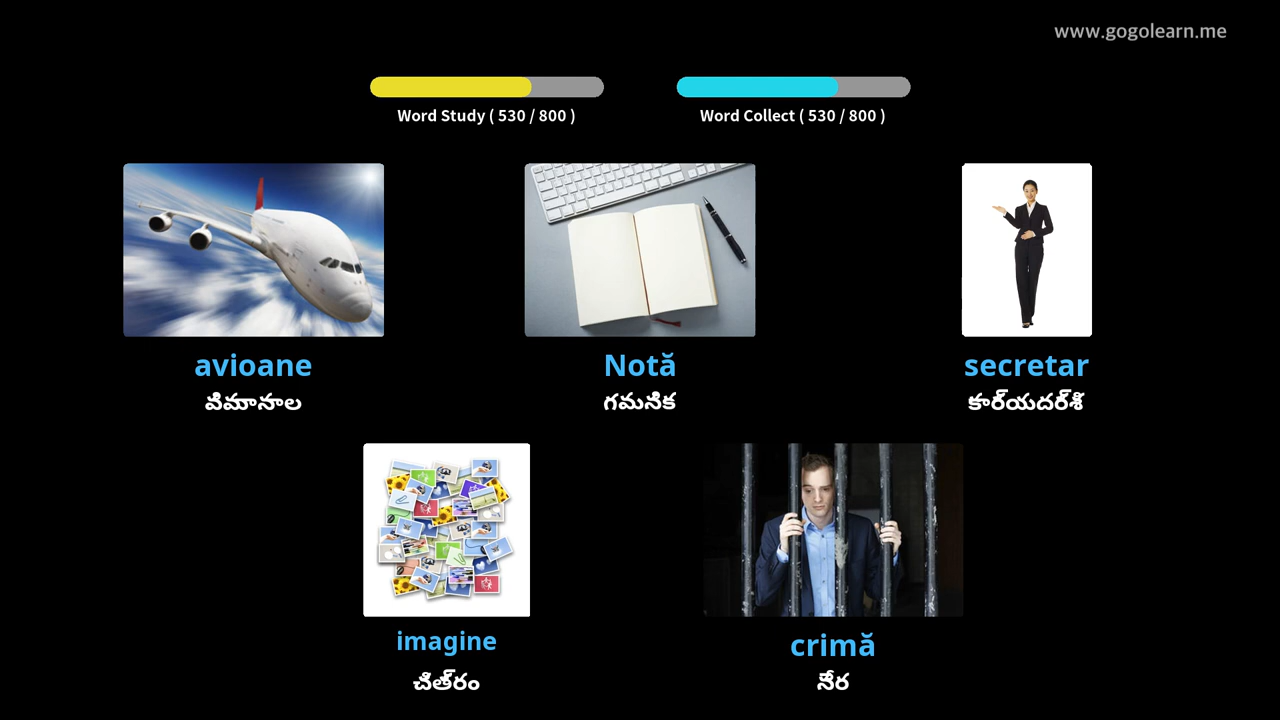 www.gogolearn.me
Word Study ( 530 / 800 )
Word Collect ( 530 / 800 )
avioane
Notă
secretar
విమానాల
గమనిక
కార్యదర్శి
imagine
crimă
చిత్రం
నేర